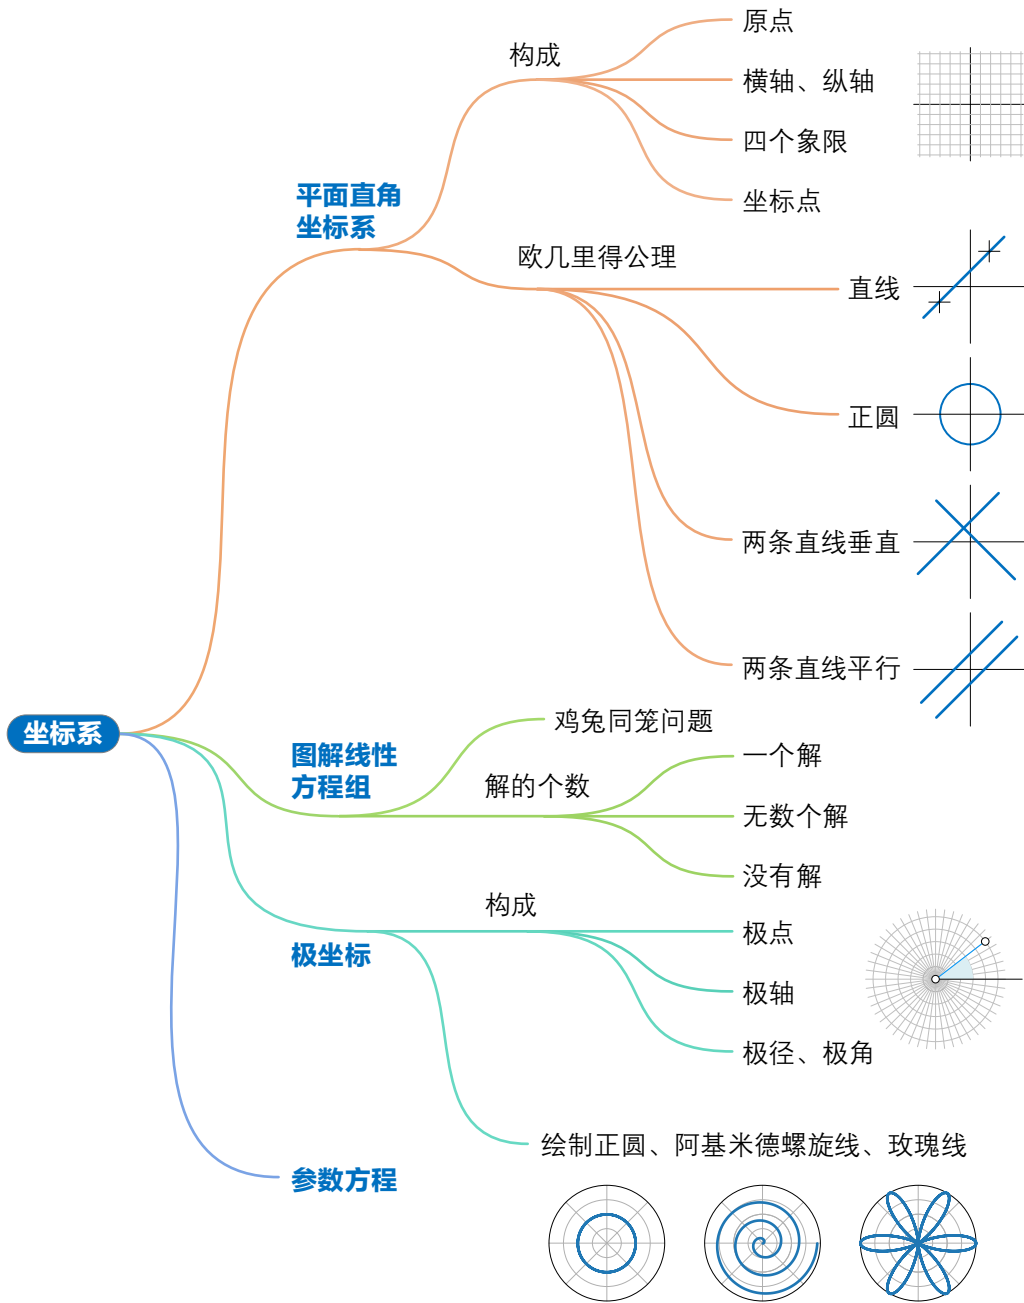 原点
构成
横轴、纵轴
四个象限
平面直角
坐标系
坐标点
欧几里得公理
直线
正圆
两条直线垂直
两条直线平行
坐标系
鸡兔同笼问题
图解线性
方程组
解的个数
一个解
无数个解
没有解
构成
极坐标
极点
极轴
极径、极角
绘制正圆、阿基米德螺旋线、玫瑰线
参数方程